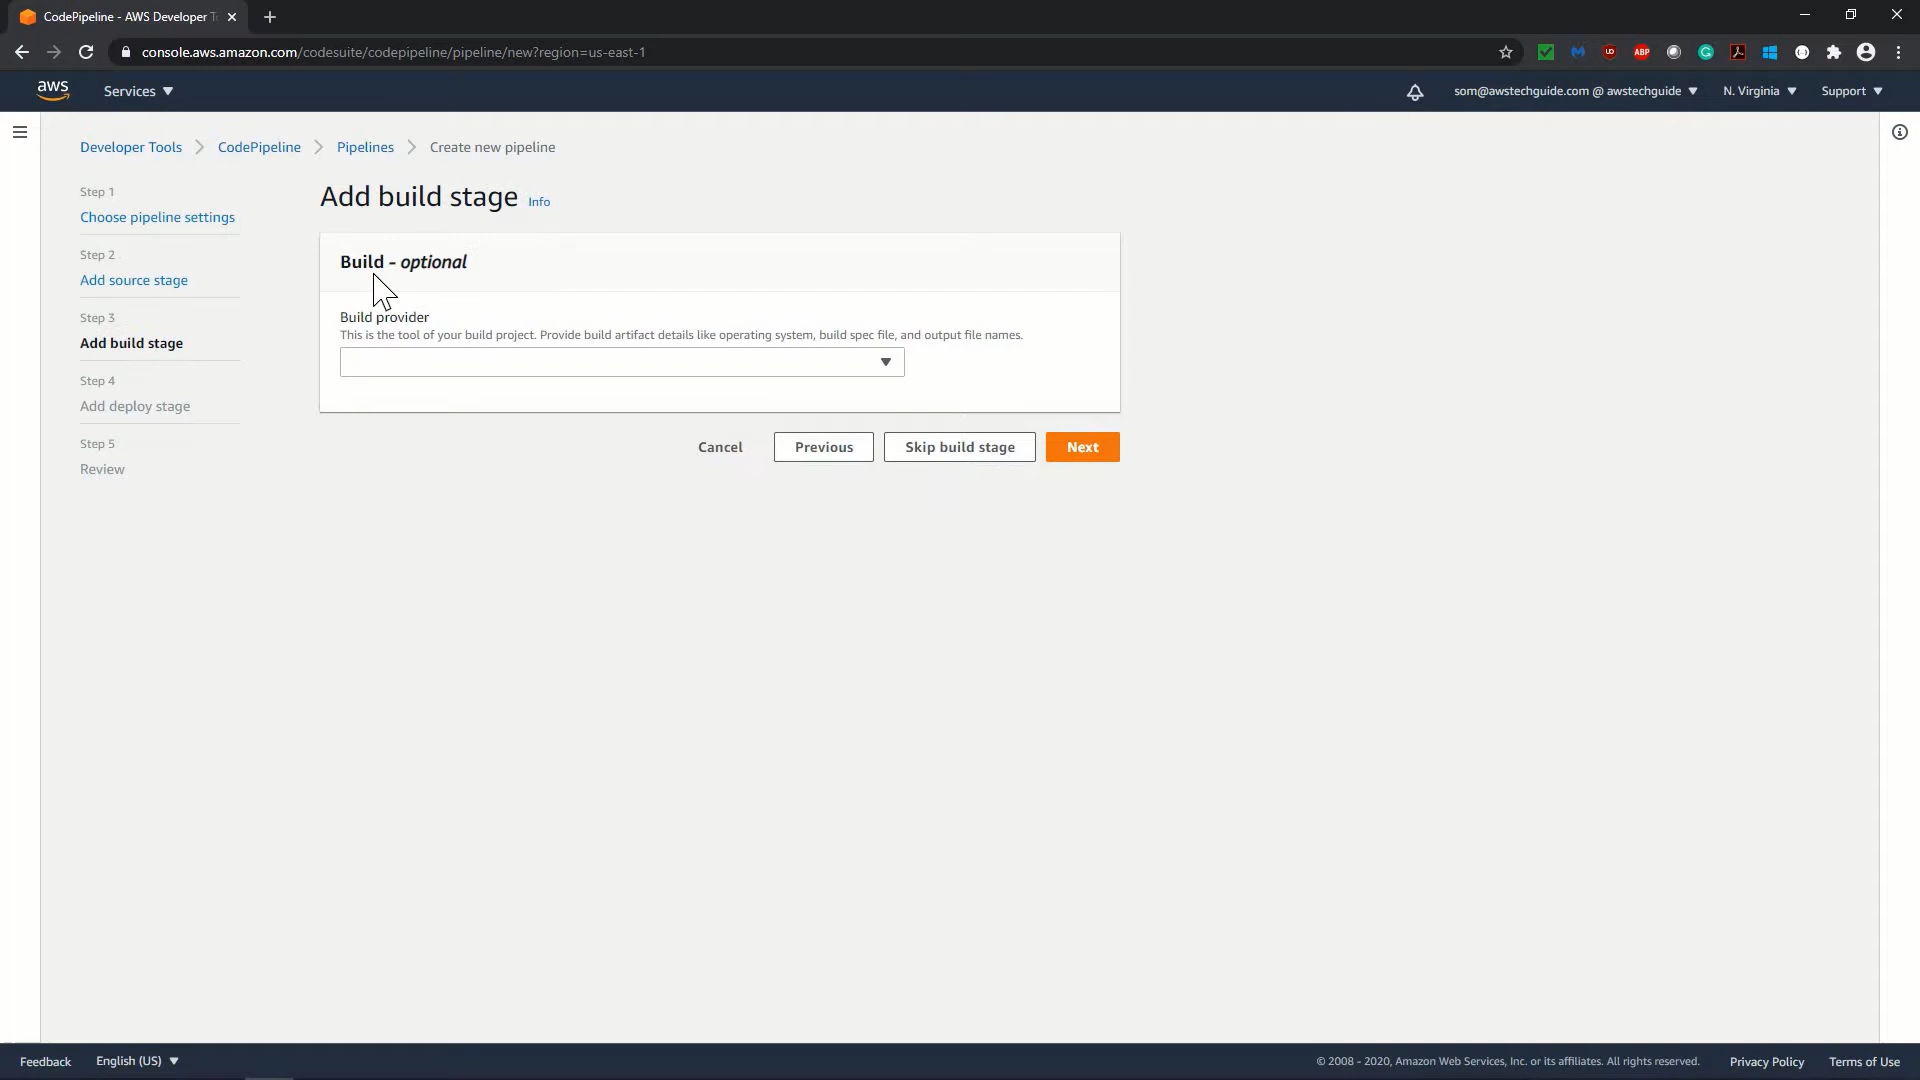 CodePipeline - AWS Developer T
console.aws.amazon.com/codesuite/codepipeline/pipeline/new?region=us-east-1
UO
ABP
aws
Services
som@awstechguide.com @ awstechguide
N. Virginia
Support
Developer Tools
CodePipeline
Pipelines
Create new pipeline
Step 1
Choose pipeline settings
Step 2
Add source stage
Step 3
Add build stage
Step 4
Add deploy stage
Step 5
Review
Add build stage Info
Build - optional
Build provider
This is the tool of your build project. Provide build artifact details like operating system, build spec file, and output file names.
Cancel
Previous
Skip build stage
Next
Feedback
English (US)
© 2008 - 2020, Amazon Web Services, Inc. or its affiliates. All rights reserved.
Privacy Policy
Terms of Use